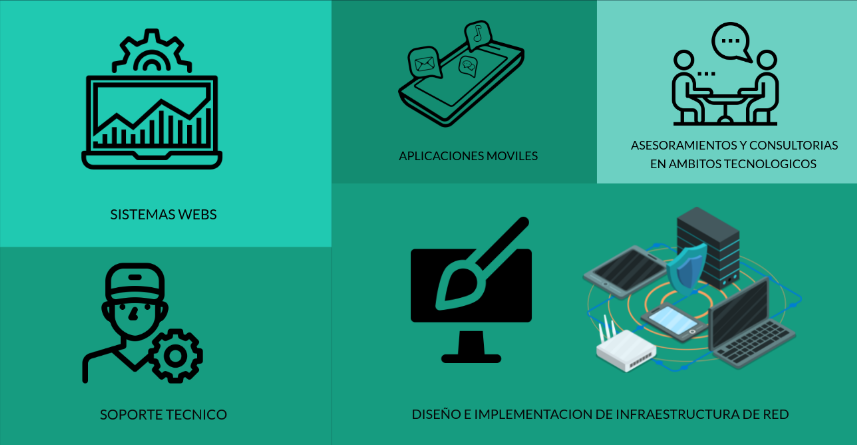 SISTEMAS WEBS
APLICACIONES MOVILES
ASESORAMIENTOS Y CONSULTORIAS
EN AMBITOS TECNOLOGICOS
SOPORTE TECNICO
DISEÑO E IMPLEMENTACION DE INFRAESTRUCTURA DE RED